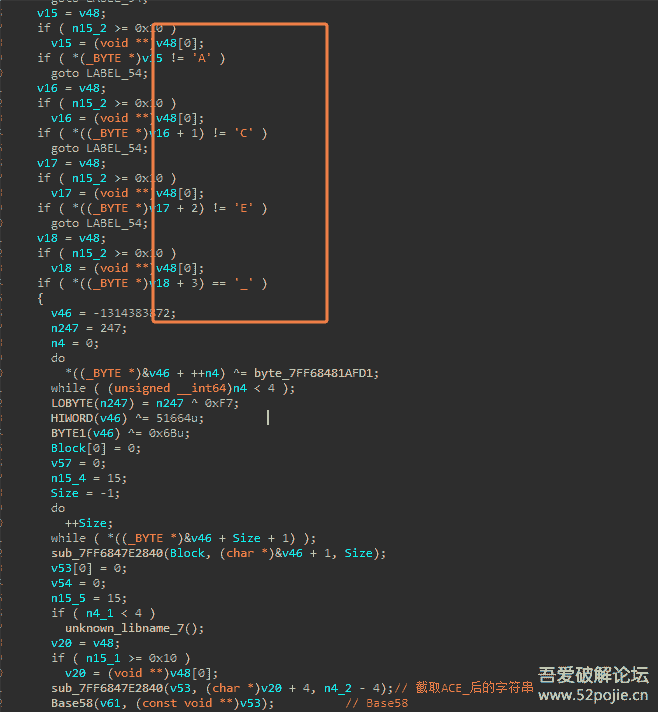 goto LABEL_54;
v15 = v48;
if ( n15_2 >= 0x10 )
v15 = (void **)v48[0];
if ( *(_BYTE *)v15 != 'A' )
goto LABEL_54;
v16 = v48;
if ( n15_2 >= 0x10 )
v16 = (void **)v48[0];
if ( *((_BYTE *)v16 + 1) != 'C' )
goto LABEL_54;
v17 = v48;
if ( n15_2 >= 0x10 )
v17 = (void **)v48[0];
if ( *((_BYTE *)v17 + 2) != 'E' )
goto LABEL_54;
v18 = v48;
if ( n15_2 >= 0x10 )
v18 = (void **)v48[0];
if ( *((_BYTE *)v18 + 3) == '_' )
{
v46 = -1314383872;
n247 = 247;
n4 = 0;
do
*((_BYTE *)&v46 + ++n4) ^= byte_7FF68481AFD1;
while ( (unsigned __int64)n4 < 4 );
LOBYTE(n247) = n247 ^ 0xF7;
HIWORD(v46) ^= 51664u;
BYTE1(v46) ^= 0x6Bu;
Block[0] = 0;
v57 = 0;
n15_4 = 15;
Size = -1;
do
++Size;
while ( *((_BYTE *)&v46 + Size + 1) );
sub_7FF6847E2840(Block, (char *)&v46 + 1, Size);
v53[0] = 0;
v54 = 0;
n15_5 = 15;
if ( n4_1 < 4 )
unknown_libname_7();
v20 = v48;
if ( n15_1 >= 0x10 )
v20 = (void **)v48[0];
sub_7FF6847E2840(v53, (char *)v20 + 4, n4_2 - 4);// 截取ACE_后的字符串
Base58(v61, (const void **)v53); // Base58
吾爱破解论坛
www.52pojie.cn